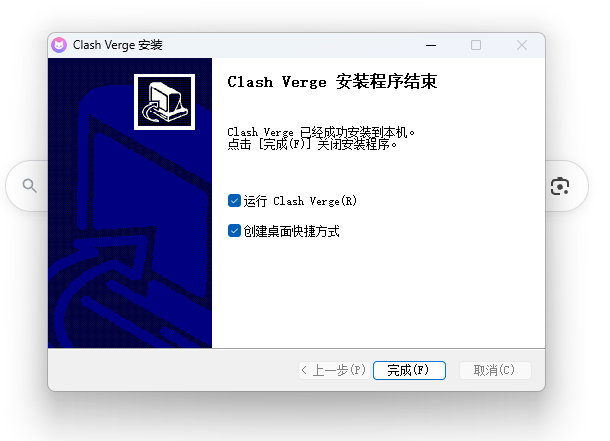 Clash Verge 安装
Clash Verge 安装程序结束
Clash Verge 已经成功安装到本机。
点击 [完成(F)] 关闭安装程序。
运行 Clash Verge(R)
创建桌面快捷方式
< 上一步(P)
完成(F)
取消(C)